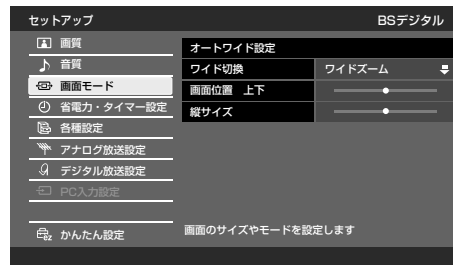 セットアップ
BSデジタル
画質
音質
画面モード
省電力・タイマー設定
各種設定
アナログ放送設定
デジタル放送設定
PC入力設定
かんたん設定
オートワイド設定
ワイド切換 ワイドズーム
画面位置 上下
縦サイズ
画面のサイズやモードを設定します